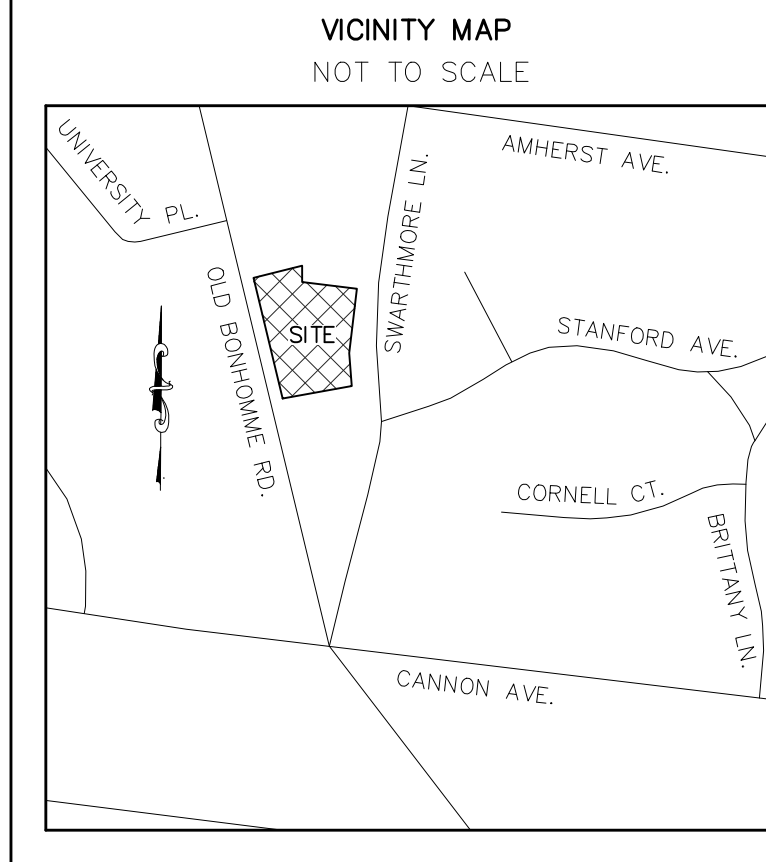 VICINITY MAP
NOT TO SCALE
UNIVERSITY PL.
AMHERST AVE.
SWARTHMORE LN.
OLD BONHOMME RD.
SITE
STANFORD AVE.
CORNELL CT.
BRITTANY LN.
CANNON AVE.